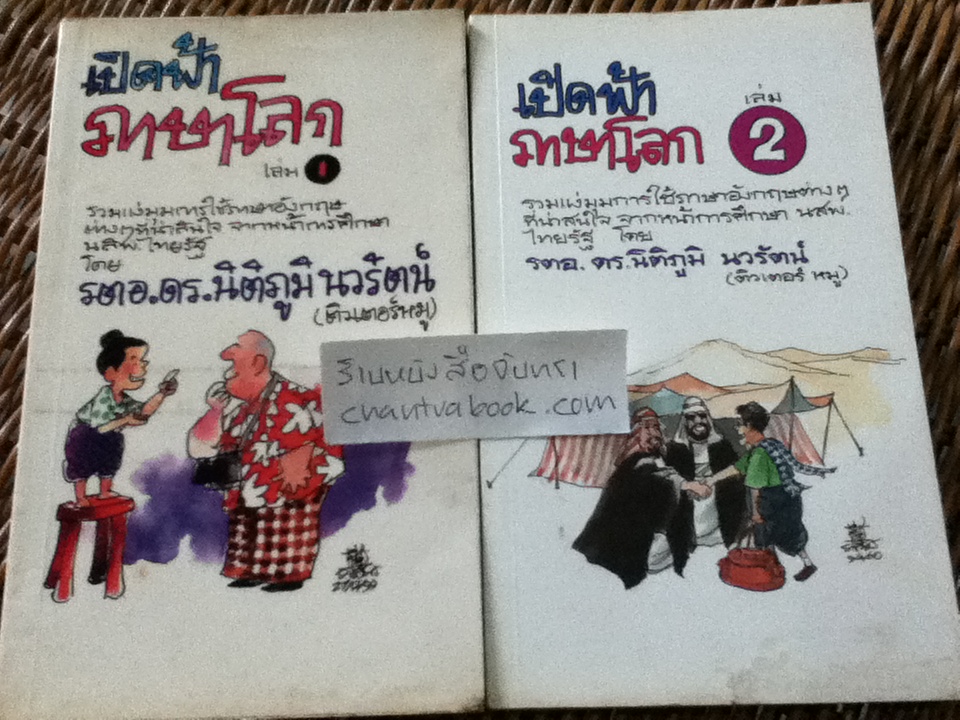 เปิดฟ้า
ภาษาโลก
เล่ม 1
รวมแง่มุมการใช้ภาษาอังกฤษ
ต่างๆที่น่าสนใจ จากหน้าการศึกษา
นสพ.ไทยรัฐ
โดย
รตอ.ดร.นิติภูมิ นวรัตน์
(ติวเตอร์หมู)
เปิดฟ้า
ภาษาโลก
เล่ม
2
รวมแง่มุมการใช้ภาษาอังกฤษต่างๆ
ที่น่าสนใจ จากหน้าการศึกษา นสพ.
ไทยรัฐ โดย
รตอ. ดร.นิติภูมิ นวรัตน์
(ติวเตอร์ หมู)
ร้านหนังสือจันทรา
chantrabook.com